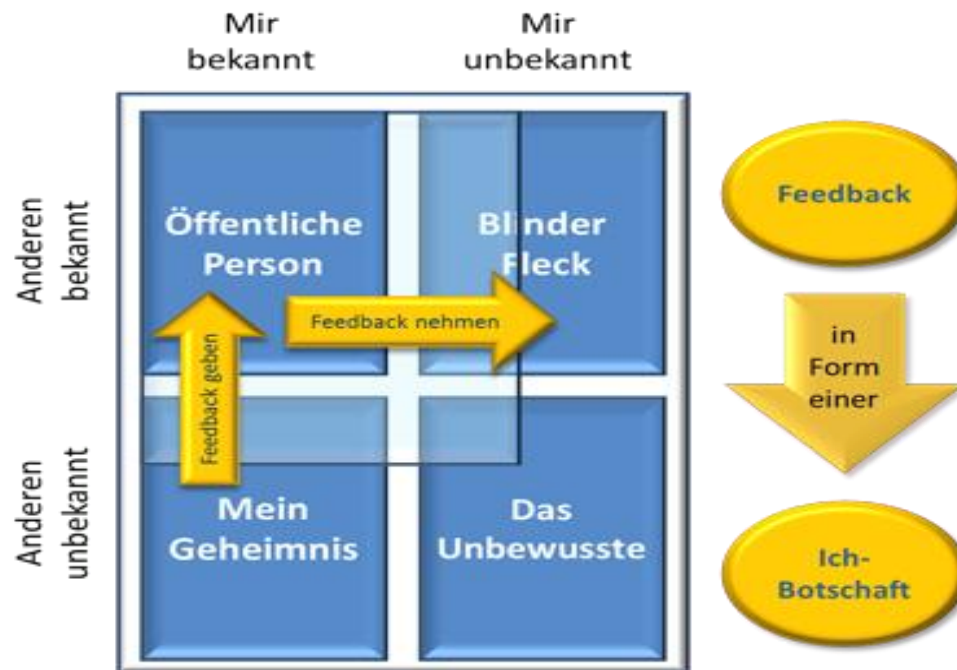 Mir
bekannt
Mir
unbekannt
Anderen
bekannt
Öffentliche
Person
Blinder
Fleck
Feedback nehmen
Feedback geben
Anderen
unbekannt
Mein
Geheimnis
Das
Unbewusste
Feedback
in
Form
einer
Ich-
Botschaft